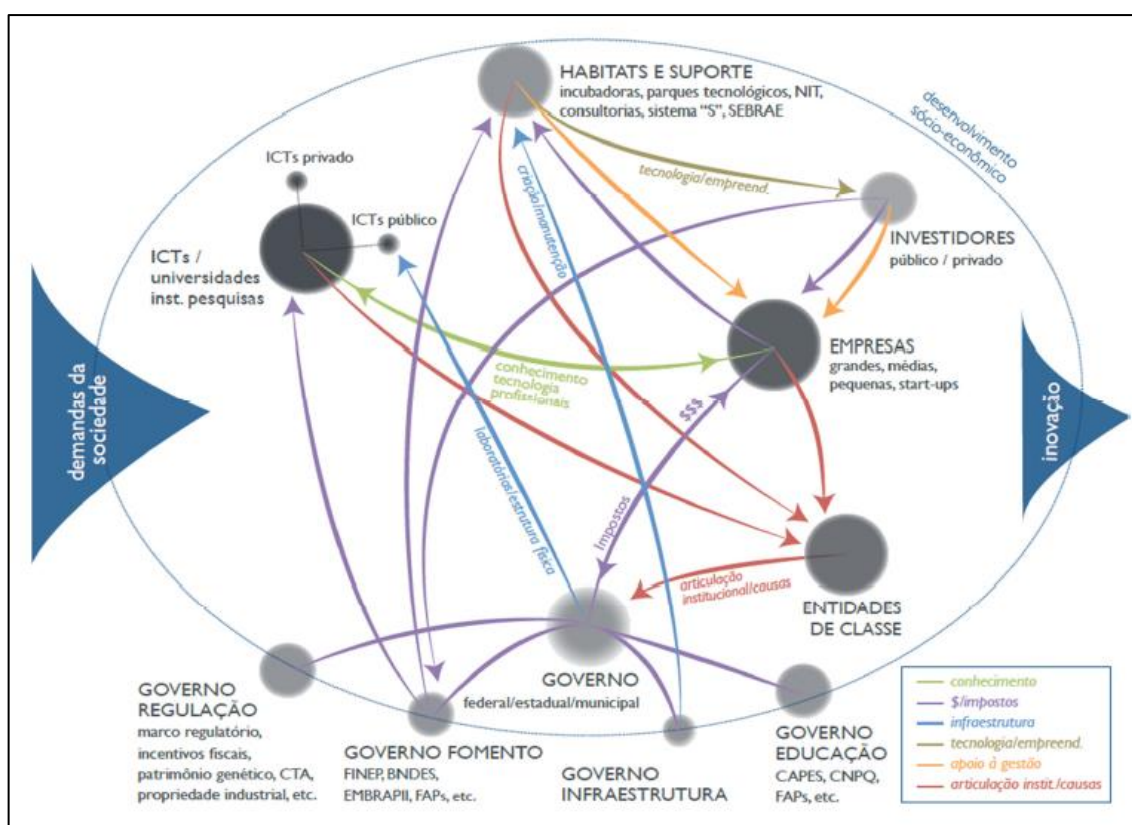 HABITATS E SUPORTE
incubadoras, parques tecnológicos, NIT,
consultorias, sistema “S”, SEBRAE
desenvolvimento
sócio-econômico
ICTs privado
ICTs público
ICTs /
universidades
inst. pesquisas
tecnologia/empreend.
criação/manutenção
INVESTIDORES
público / privado
EMPRESAS
grandes, médias,
pequenas, start-ups
conhecimento
tecnologia
profissionais
demandas da
sociedade
inovação
$$$
Impostos
laboratórios/estrutura física
articulação
institucional/causas
ENTIDADES
DE CLASSE
GOVERNO
federal/estadual/municipal
GOVERNO
REGULAÇÃO
marco regulatório,
incentivos fiscais,
patrimônio genético, CTA,
propriedade industrial, etc.
GOVERNO FOMENTO
FINEP, BNDES,
EMBRAPII, FAPs, etc.
GOVERNO
INFRAESTRUTURA
GOVERNO
EDUCAÇÃO
CAPES, CNPQ,
FAPs, etc.
conhecimento
$/impostos
infraestrutura
tecnologia/empreend.
apoio à gestão
articulação instit./causas